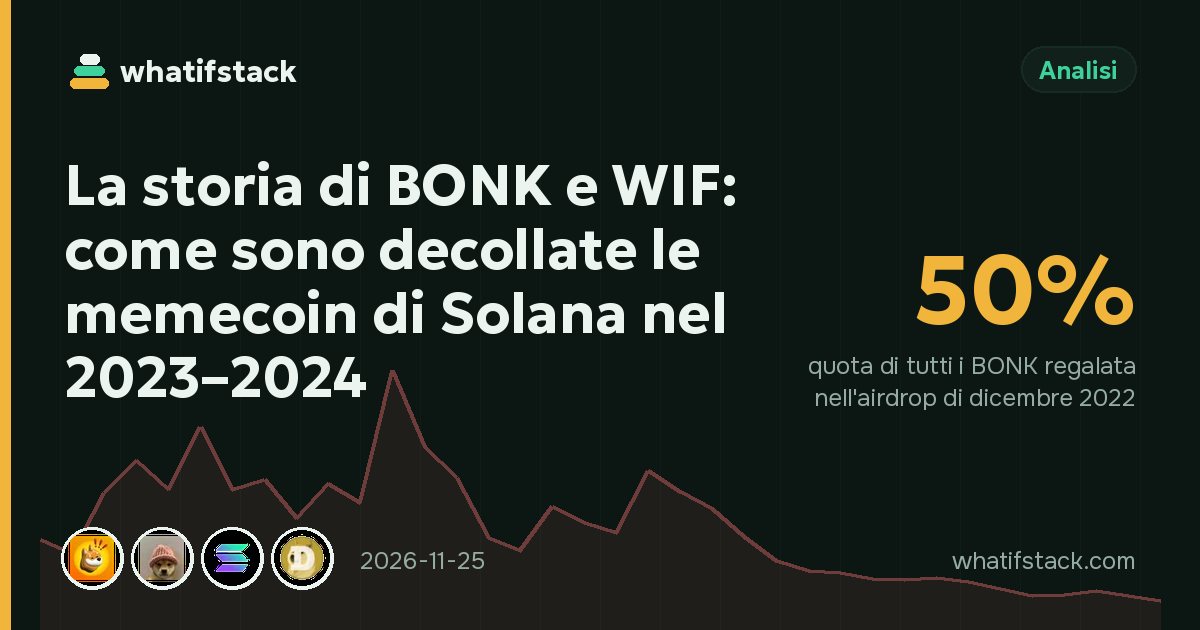 whatifstack
Analisi
La storia di BONK e WIF:
come sono decollate le
memecoin di Solana nel
2023–2024
50%
quota di tutti i BONK regalata
nell'airdrop di dicembre 2022
2026-11-25
whatifstack.com